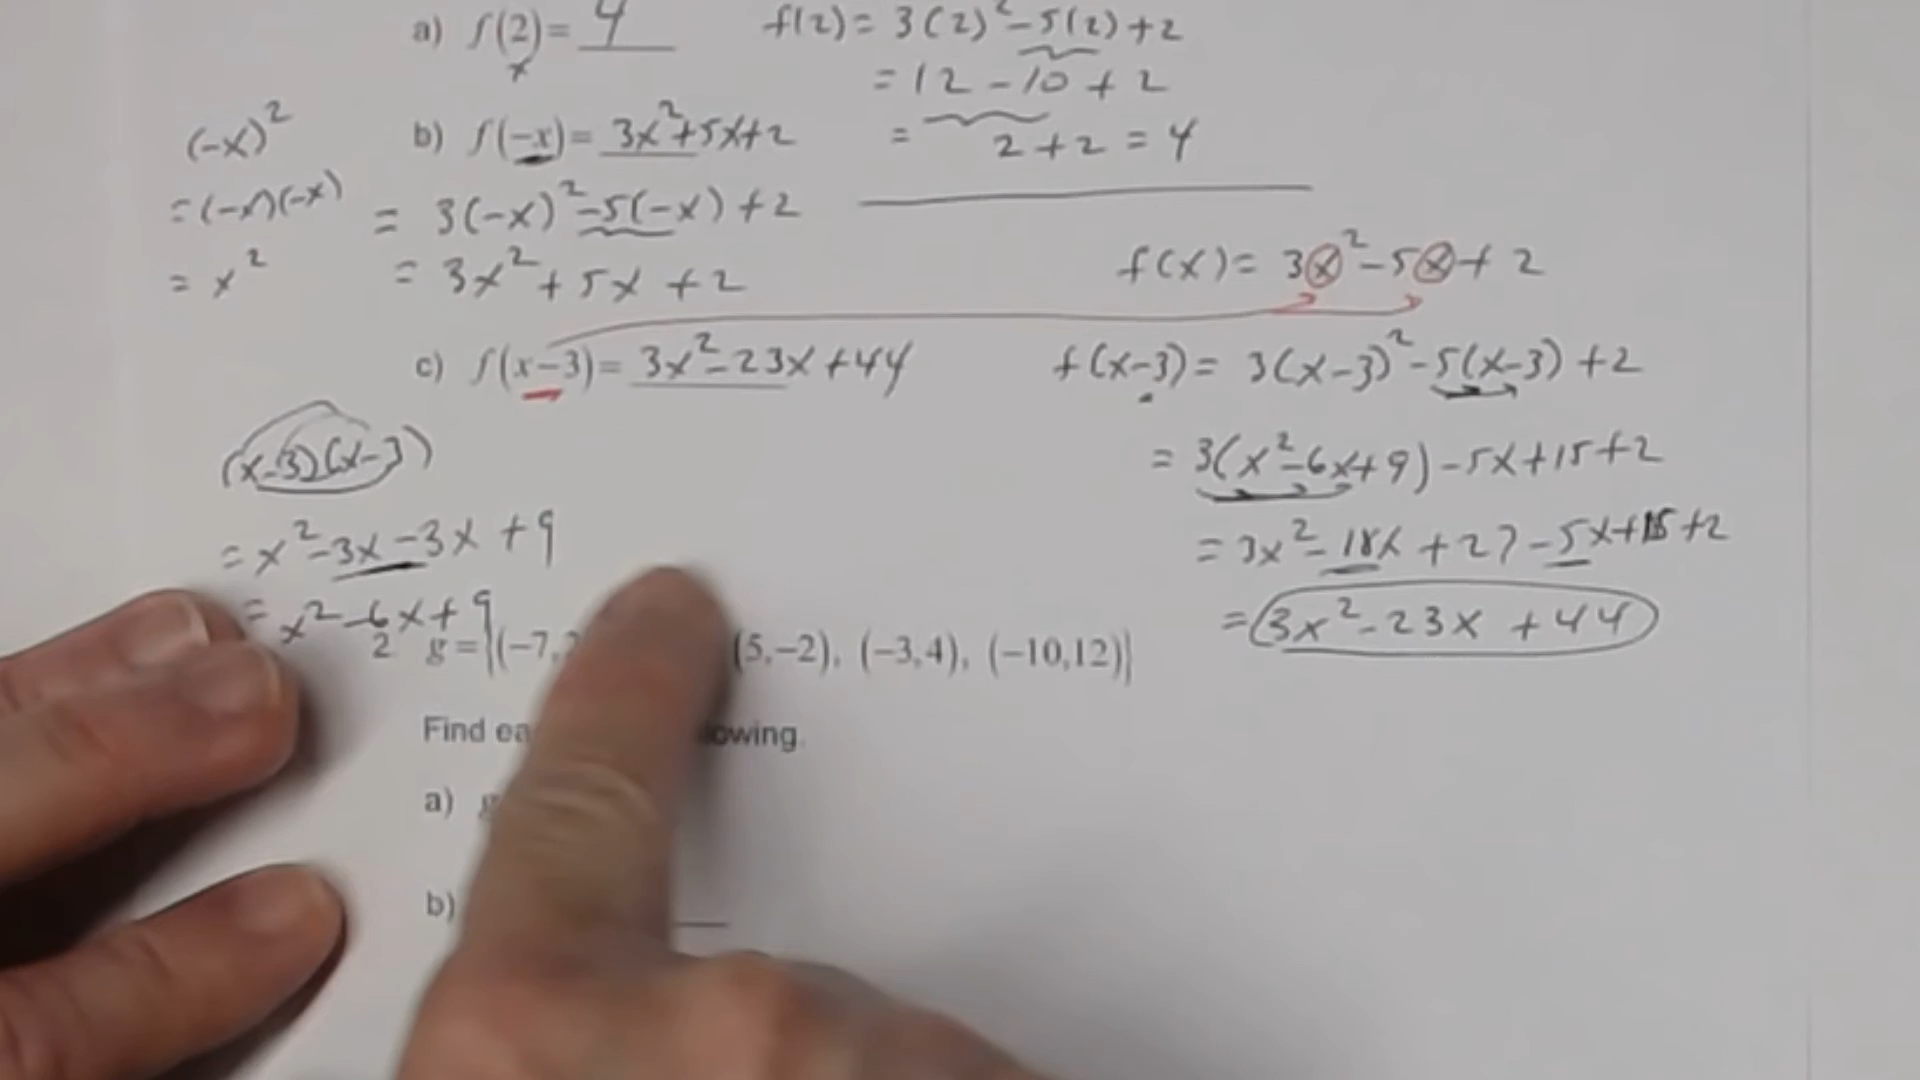 a) f(2)= 4
x
f(2)= 3(2)²-5(2)+2
=12-10+2
= 2+2=4
(-x)²
=(-x)(-x)
= x²
b) f(-x)= 3x²+5x+2
= 3(-x)²-5(-x)+2
= 3x²+5x+2
f(x)= 3x²-5x+2
c) f(x-3)= 3x²-23x+44
f(x-3)= 3(x-3)²-5(x-3)+2
= 3(x²-6x+9)-5x+15+2
= 3x²-18x+27-5x+15+2
= 3x²-23x+44
(x-3)(x-3)
= x²-3x-3x+9
= x²-6x+9
2 g={(-7, (5,-2), (-3,4), (-10,12)}
Find
a)
b)